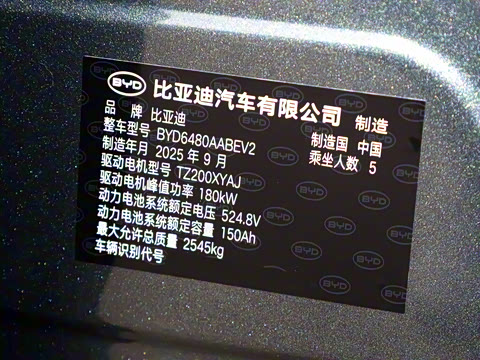 BYD 比亚迪汽车有限公司 制造
品 牌 比亚迪 制造国 中国
整车型号 BYD6480AABEV2 乘坐人数 5
制造年月 2025 年 9 月
驱动电机型号 TZ200XYAJ
驱动电机峰值功率 180kW
动力电池系统额定电压 524.8V
动力电池系统额定容量 150Ah
最大允许总质量 2545kg
车辆识别代号